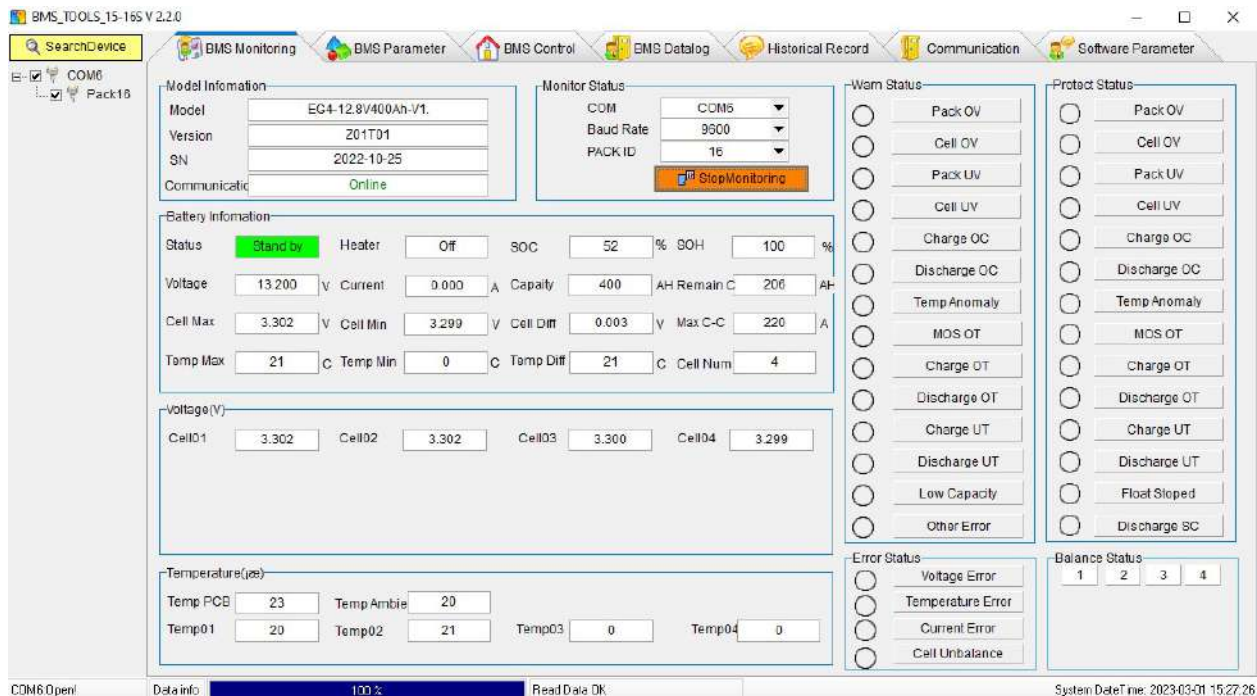 BMS_TOOLS_15-16S V 2.2.0
SearchDevice
BMS Monitoring
BMS Parameter
BMS Control
BMS Datalog
Historical Record
Communication
Software Parameter
COM6
Pack16
Model Infomation
Model EG4-12.8V400Ah-V1.
Version Z01T01
SN 2022-10-25
Communicatic Online
Monitor Status
COM COM6
Baud Rate 9600
PACK ID 16
StopMonitoring
Battery Infomation
Status Stand by Heater Off SOC 52 % SOH 100 %
Voltage 13.200 V Current 0.000 A Capaity 400 AH Remain C 206 AH
Cell Max 3.302 V Cell Min 3.299 V Cell Diff 0.003 V Max C-C 220 A
Temp Max 21 C Temp Min 0 C Temp Diff 21 C Cell Num 4
Voltage(V)
Cell01 3.302 Cell02 3.302 Cell03 3.300 Cell04 3.299
Temperature(јæ)
Temp PCB 23 Temp Ambie 20
Temp01 20 Temp02 21 Temp03 0 Temp04 0
Warn Status
Pack OV
Cell OV
Pack UV
Cell UV
Charge OC
Discharge OC
Temp Anomaly
MOS OT
Charge OT
Discharge OT
Charge UT
Discharge UT
Low Capacity
Other Error
Protect Status
Pack OV
Cell OV
Pack UV
Cell UV
Charge OC
Discharge OC
Temp Anomaly
MOS OT
Charge OT
Discharge OT
Charge UT
Discharge UT
Float Stoped
Discharge SC
Error Status
Voltage Error
Temperature Error
Current Error
Cell Unbalance
Balance Status
1 2 3 4
COM6 Open! Data info 100 % Read Data OK System DateTime: 2023-03-01 15:27:26